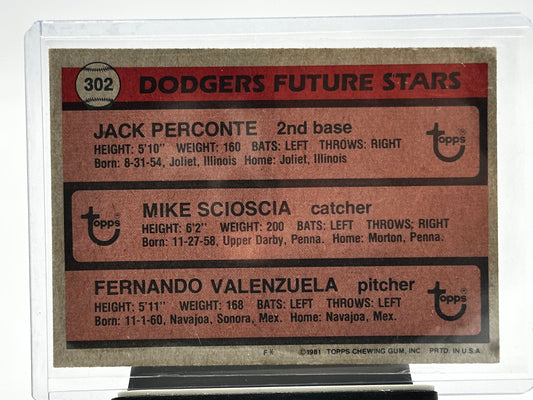 302 DODGERS FUTURE STARS
JACK PERCONTE 2nd base
HEIGHT: 5'10" WEIGHT: 160 BATS: LEFT THROWS: RIGHT
Born: 8-31-54, Joliet, Illinois Home: Joliet, Illinois
Topps
MIKE SCIOSCIA catcher
HEIGHT: 6'2" WEIGHT: 200 BATS: LEFT THROWS: RIGHT
Born: 11-27-58, Upper Darby, Penna. Home: Morton, Penna.
Topps
FERNANDO VALENZUELA pitcher
HEIGHT: 5'11" WEIGHT: 168 BATS: LEFT THROWS: LEFT
Born: 11-1-60, Navajoa, Sonora, Mex. Home: Navajoa, Mex.
Topps
F* ©1981 TOPPS CHEWING GUM, INC. PRTD. IN U.S.A.